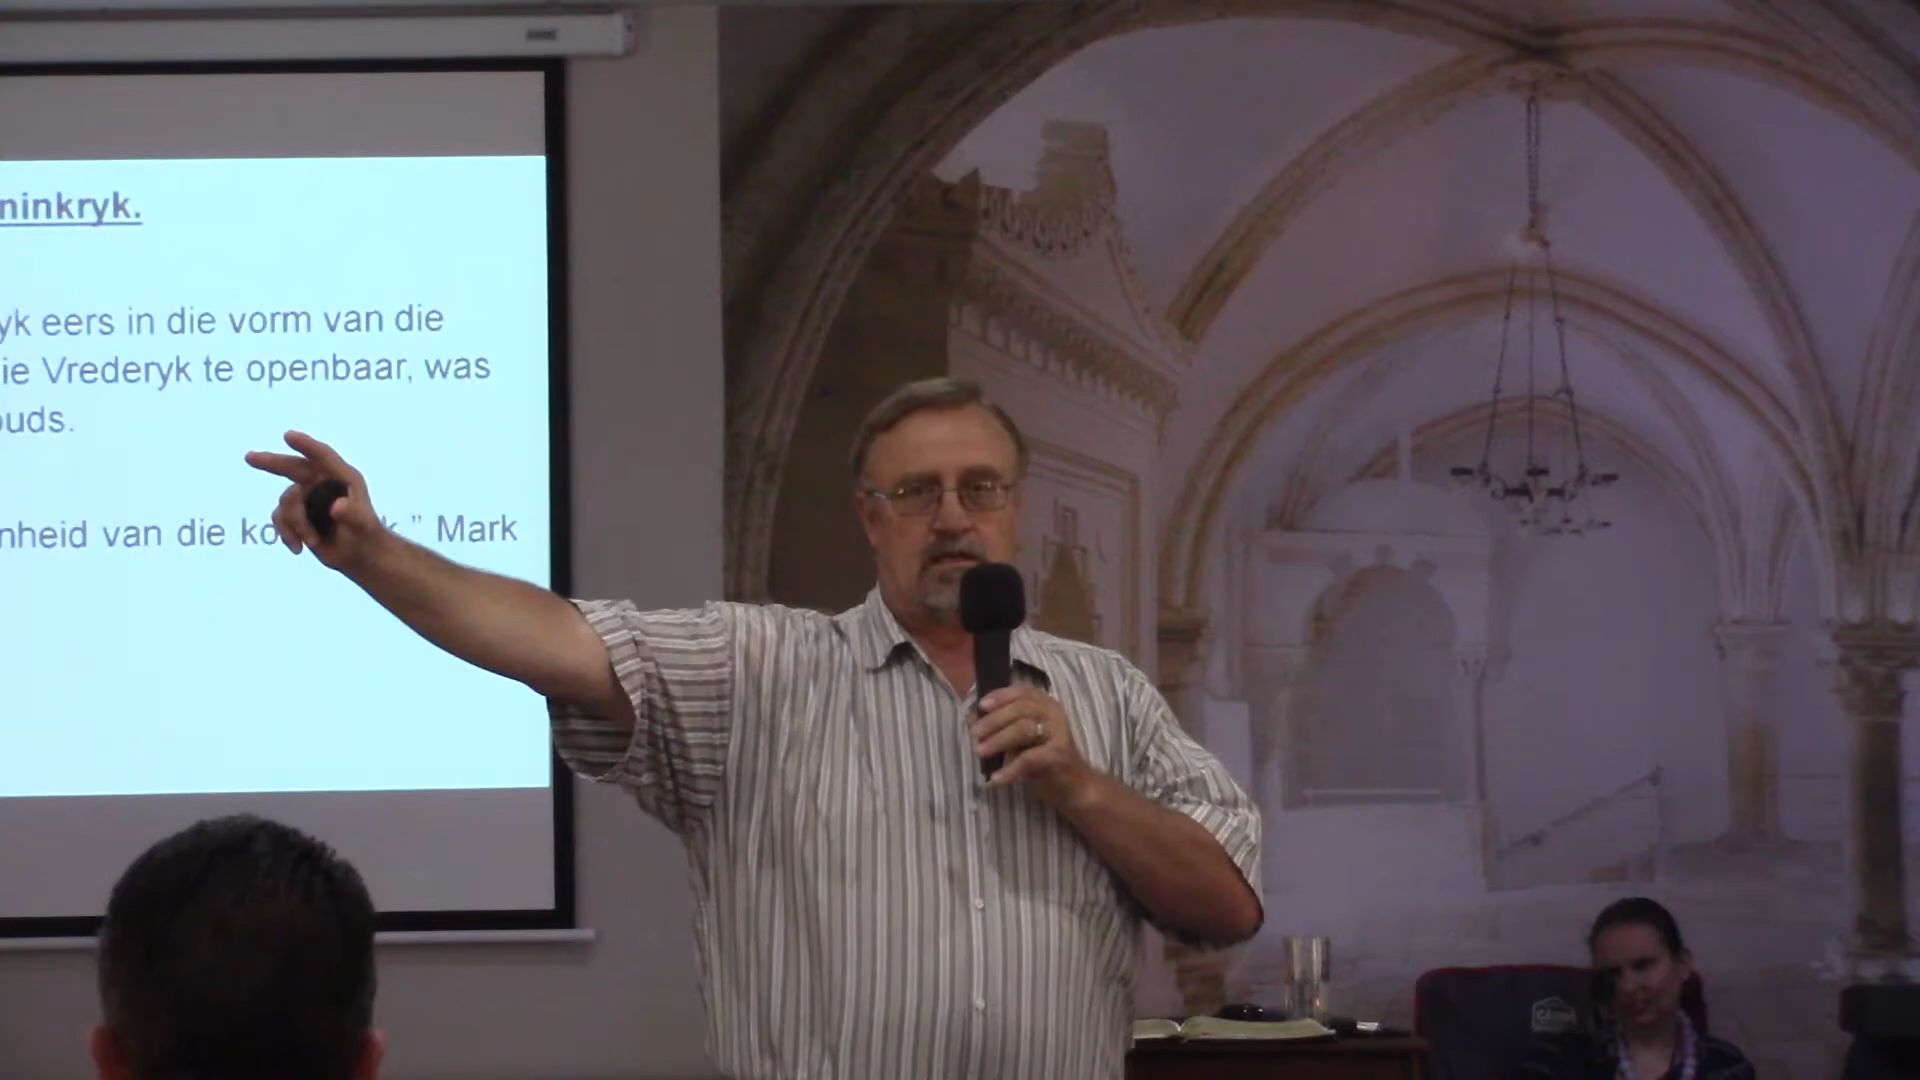 ninkryk.
yk eers in die vorm van die
ie Vrederyk te openbaar, was
ouds.
nheid van die ko k.” Mark